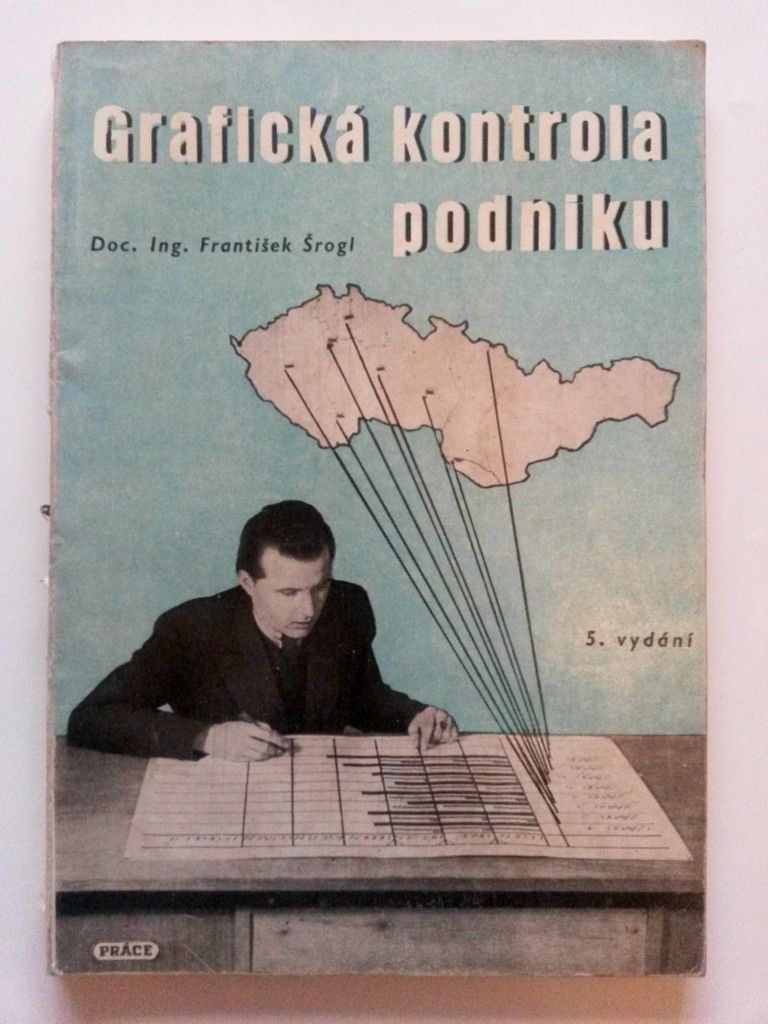 Grafická kontrola
podniku
Doc. Ing. František Šrogl
5. vydání
PRÁCE